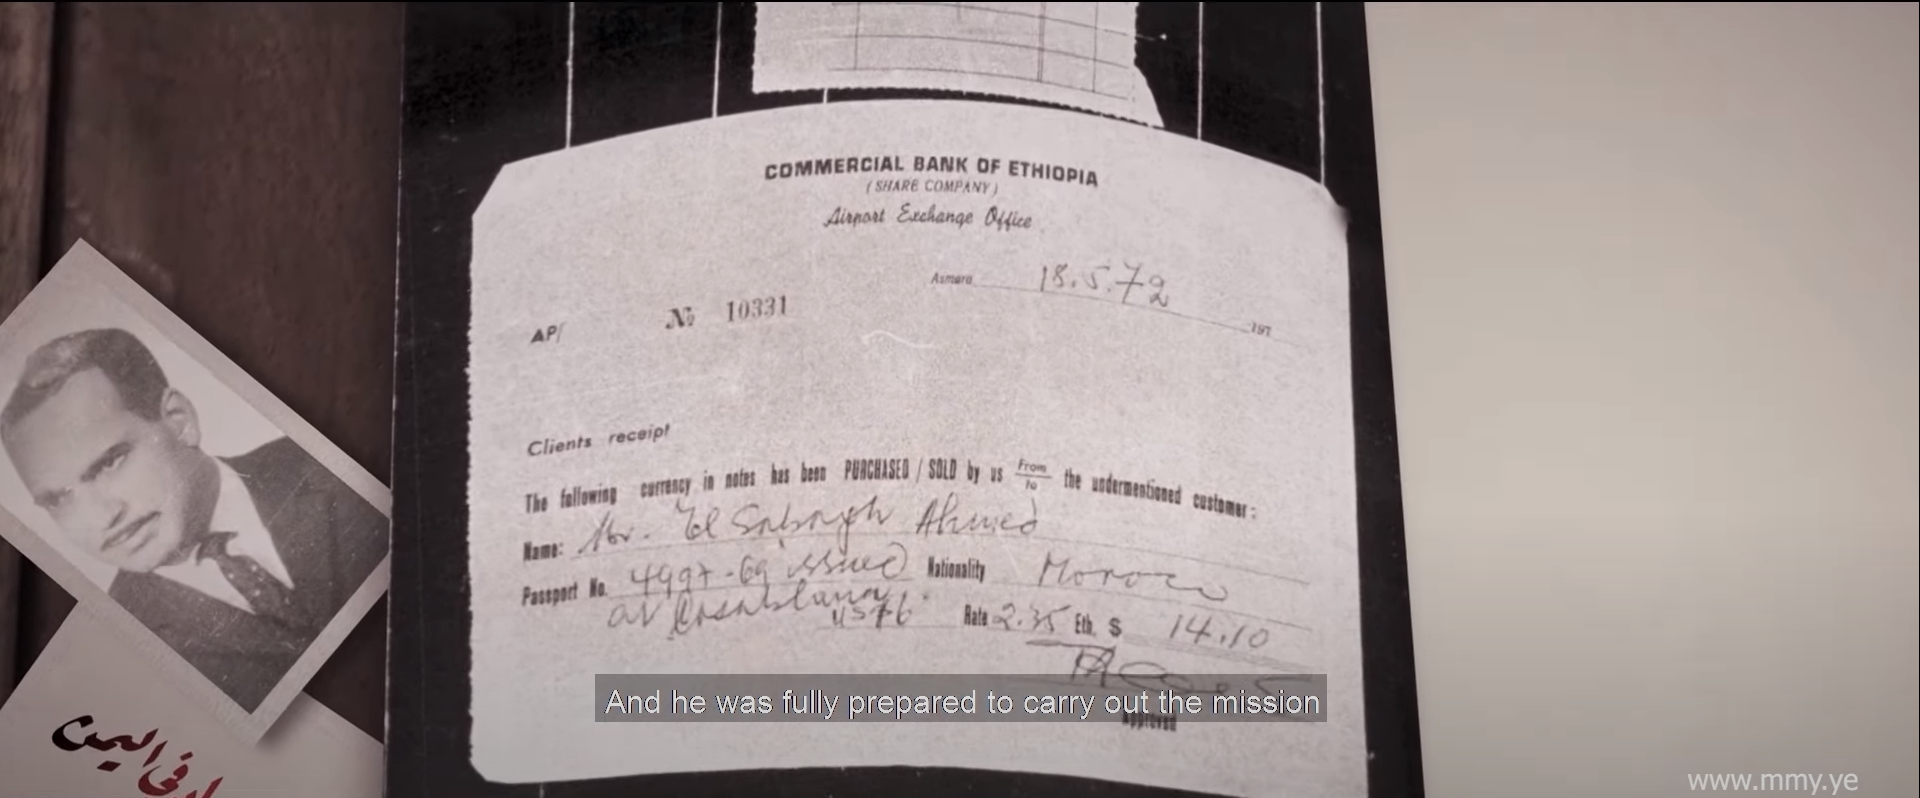 COMMERCIAL BANK OF ETHIOPIA
(SHARE COMPANY)
Airport Exchange Office
Asmara 18.5.72 197
AP/ № 10331
Clients receipt
The following currency in notes has been PURCHASED / SOLD by us From/to the undermentioned customer:
Name: Mr. El Sabagh Ahmed
Passport No. 4997-69 issued Nationality Morocco
at Casablanca
Rate 2.35 Eth. $ 14.10
Approved
في اليمن
And he was fully prepared to carry out the mission
www.mmy.ye